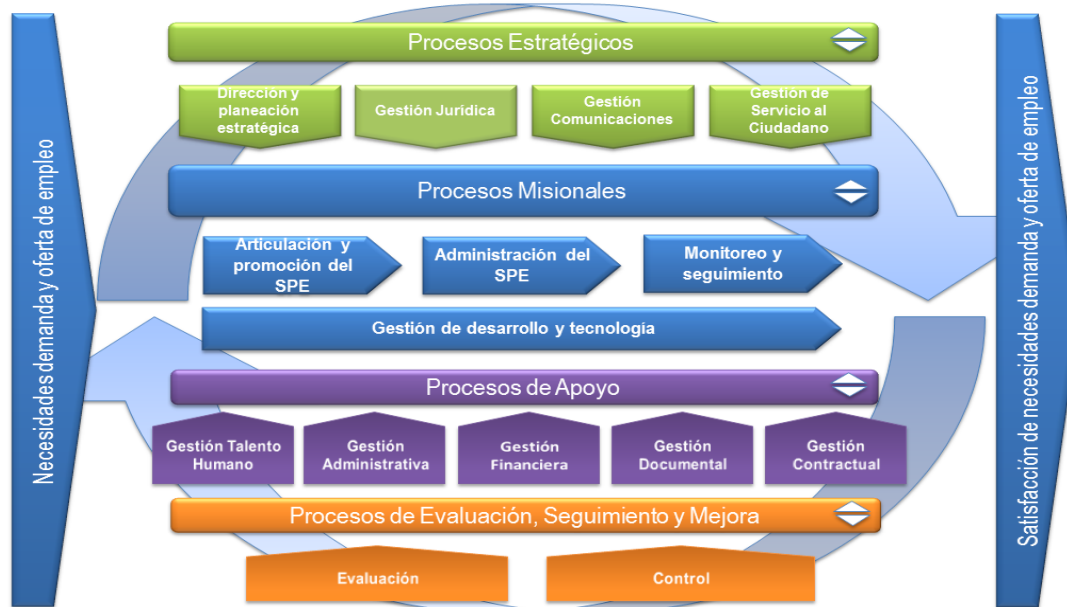 Necesidades demanda y oferta de empleo
Procesos Estratégicos
Dirección y
planeación
estratégica
Gestión Jurídica
Gestión
Comunicaciones
Gestión de
Servicio al
Ciudadano
Procesos Misionales
Articulación y
promoción del
SPE
Administración del
SPE
Monitoreo y
seguimiento
Gestión de desarrollo y tecnología
Procesos de Apoyo
Gestión Talento
Humano
Gestión
Administrativa
Gestión
Financiera
Gestión
Documental
Gestión
Contractual
Procesos de Evaluación, Seguimiento y Mejora
Evaluación
Control
Satisfacción de necesidades demanda y oferta de empleo